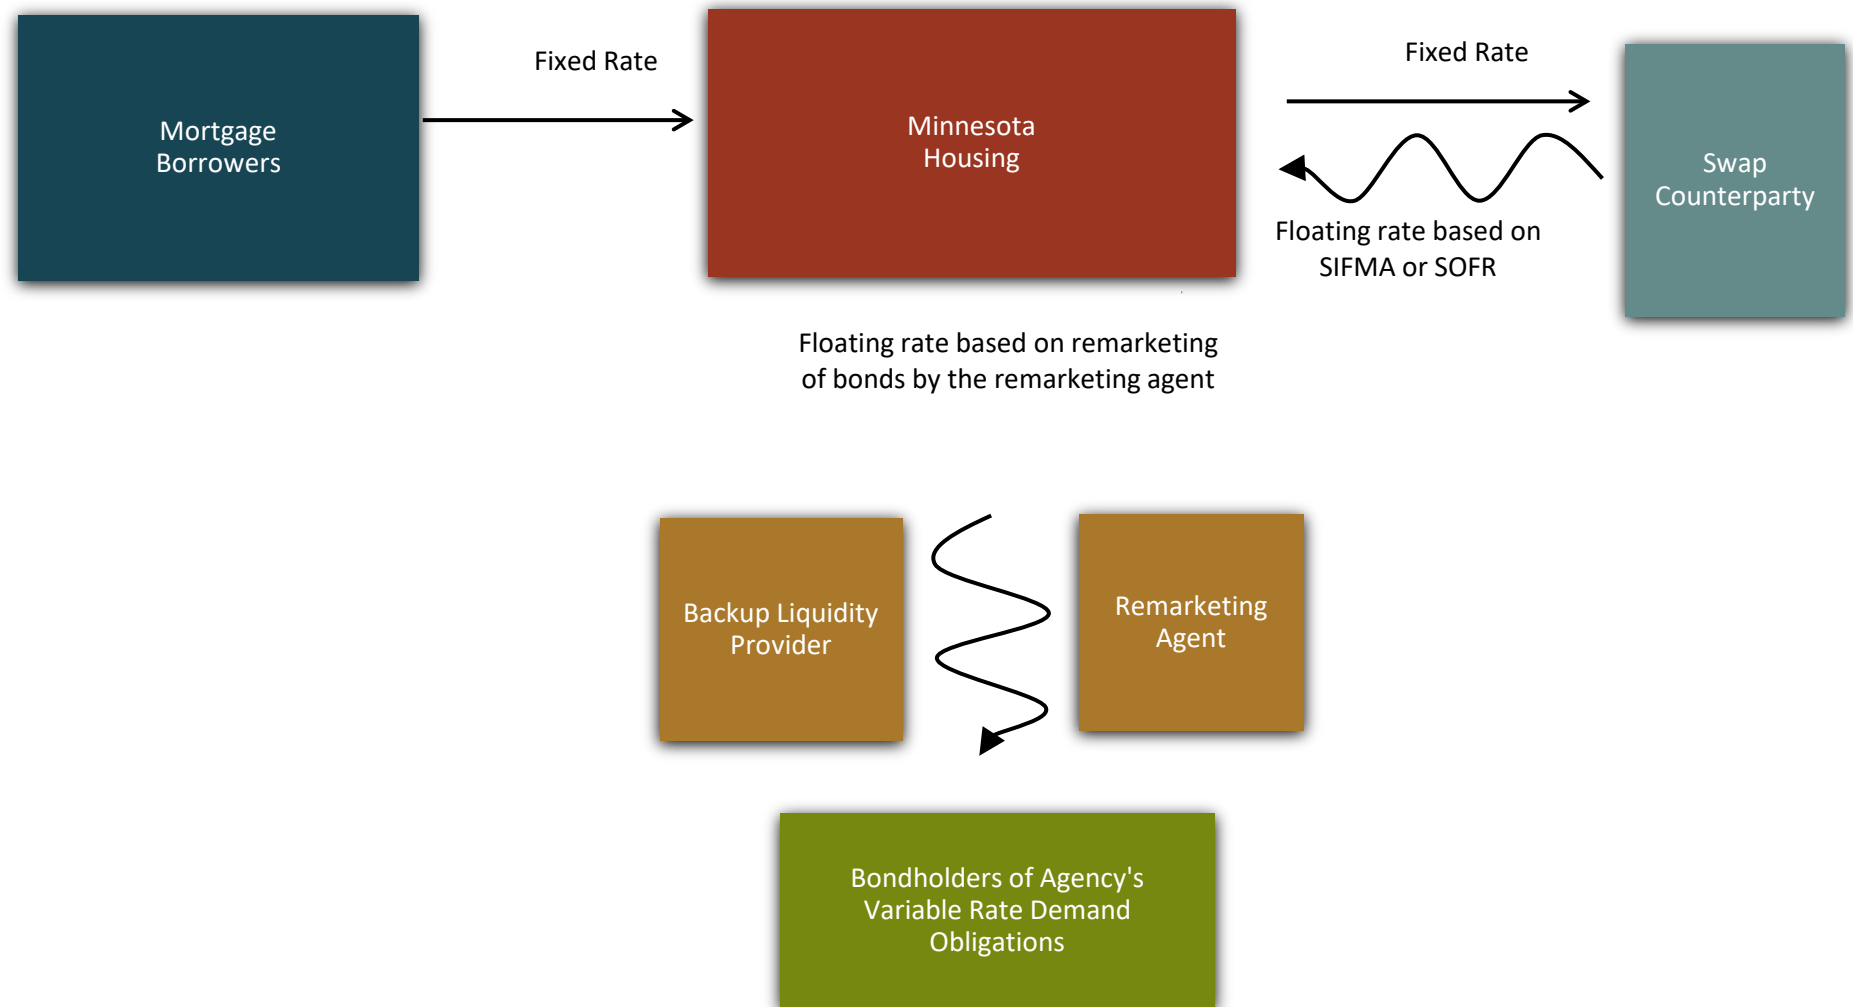 Mortgage
Borrowers
Fixed Rate
Minnesota
Housing
Fixed Rate
Swap
Counterparty
Floating rate based on
SIFMA or SOFR
Floating rate based on remarketing
of bonds by the remarketing agent
Backup Liquidity
Provider
Remarketing
Agent
Bondholders of Agency's
Variable Rate Demand
Obligations